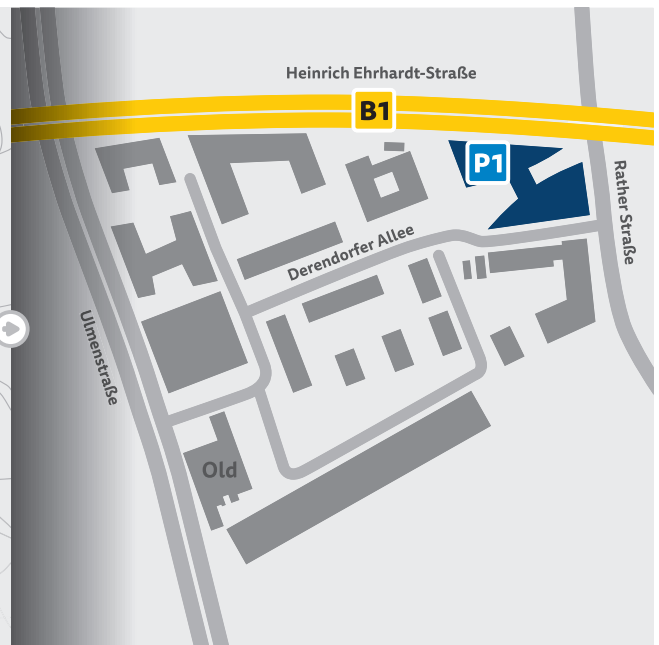 Heinrich Ehrhardt-Straße
B1
P1
Rather Straße
Derendorfer Allee
Ulmenstraße
Old